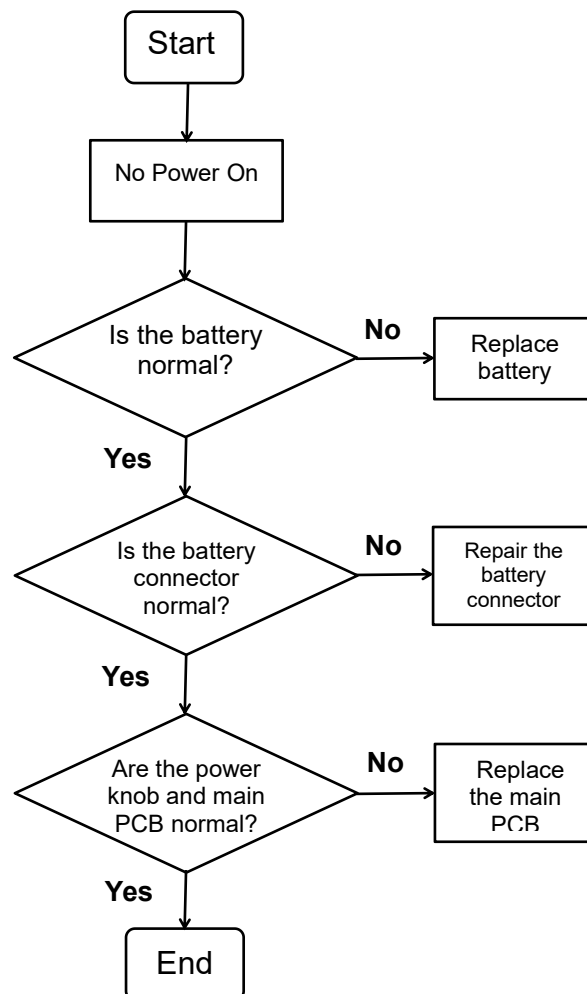 Start
No Power On
Is the battery
normal?
No
Replace
battery
Yes
Is the battery
connector
normal?
No
Repair the
battery
connector
Yes
Are the power
knob and main
PCB normal?
No
Replace
the main
PCB
Yes
End